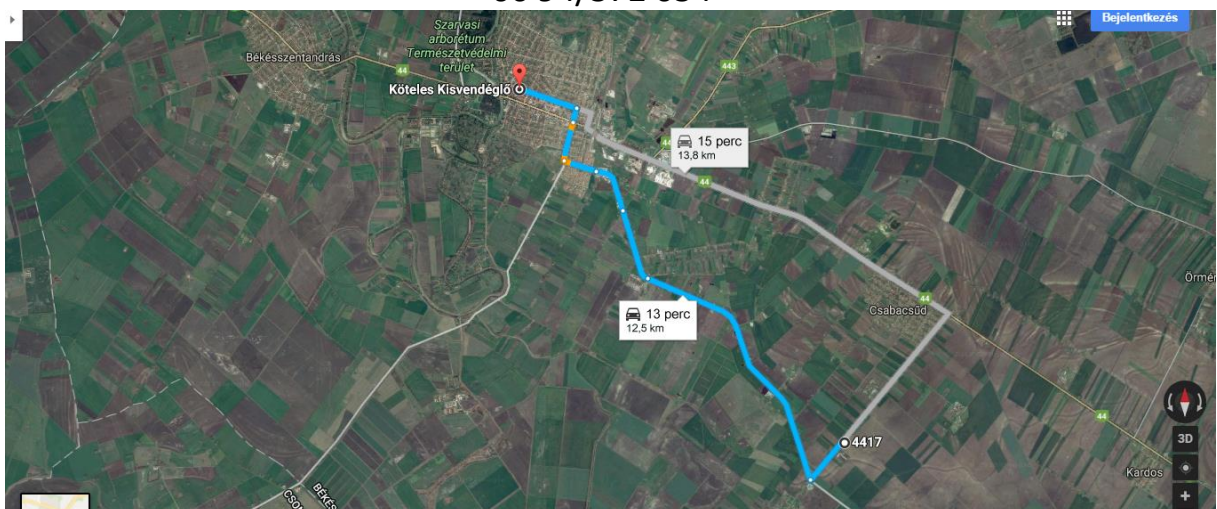 Bejelentkezés
Szarvasi
arborétum
Természetvédelmi
terület
Békésszentandrás
44
443
Köteles Kisvendéglő
15 perc
13,8 km
44
44
13 perc
12,5 km
Csabacsűd
44
4417
44
3D
Kardos